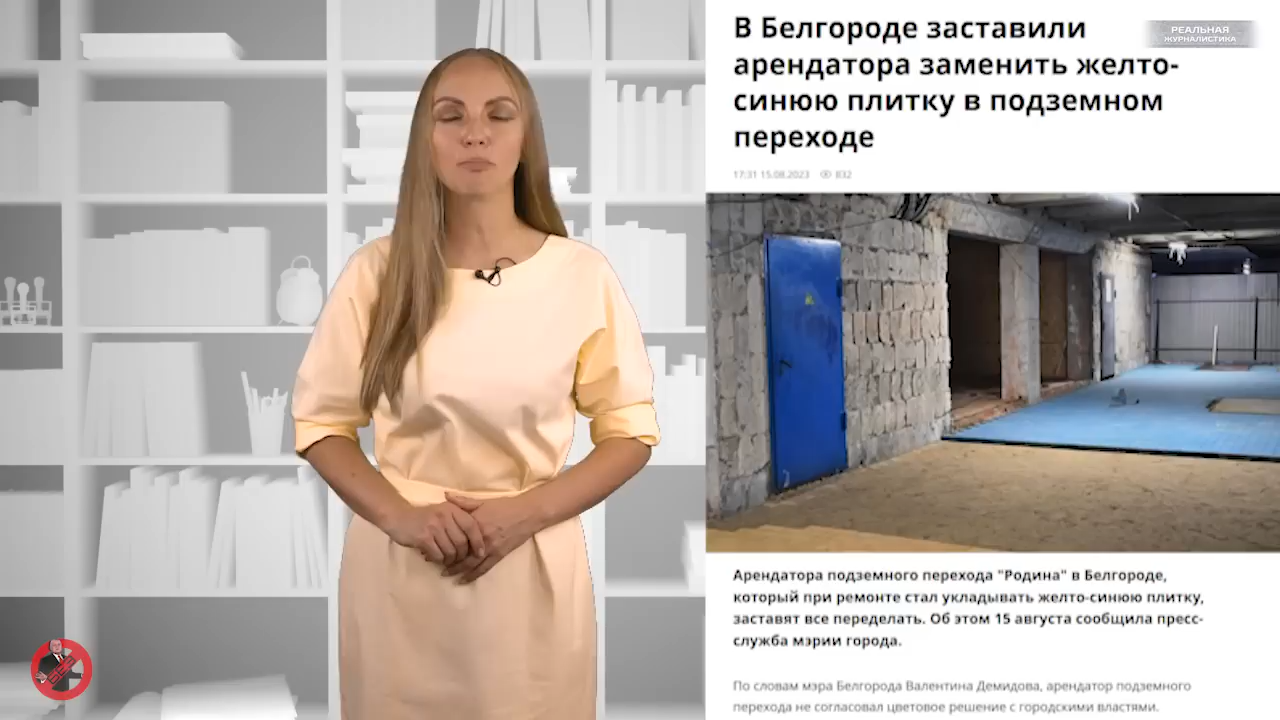 В Белгороде заставили
арендатора заменить желто-
синюю плитку в подземном
переходе
РЕАЛЬНАЯ
ЖУРНАЛИСТИКА
17:31 15.08.2023
832
Арендатора подземного перехода "Родина" в Белгороде,
который при ремонте стал укладывать желто-синюю плитку,
заставят все переделать. Об этом 15 августа сообщила пресс-
служба мэрии города.
По словам мэра Белгорода Валентина Демидова, арендатор подземного
перехода не согласовал цветовое решение с городскими властями.